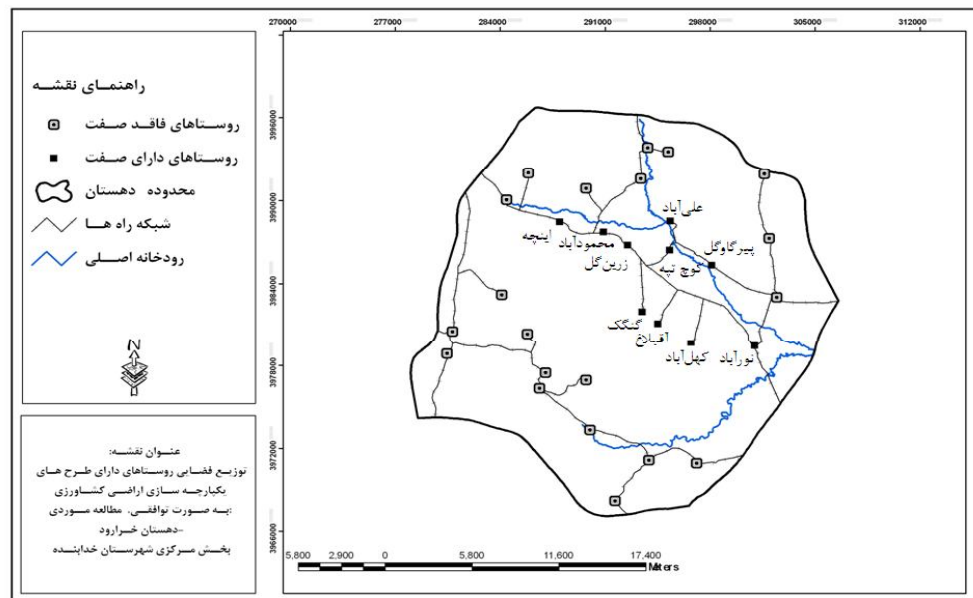 270000 277000 284000 291000 298000 305000 312000
3996000
3990000
3984000
3978000
3972000
3966000
راهنمای نقشه
روستاهای فاقد صفت
روستاهای دارای صفت
محدوده دهستان
شبکه راه ها
رودخانه اصلی
N
علی‌آباد
اینچه
محمودآباد
زرین‌گل
کوچ تپه
پیرگاوگل
گنگک
آقبلاغ
کهل‌آباد
نورآباد
عنوان نقشه:
توزیع فضایی روستاهای دارای طرح های
یکپارچه سازی اراضی کشاورزی
:به صورت توافقی. مطالعه موردی
-دهستان خرارود
بخش مرکزی شهرستان خدابنده
5,800 2,900 0 5,800 11,600 17,400
Meters